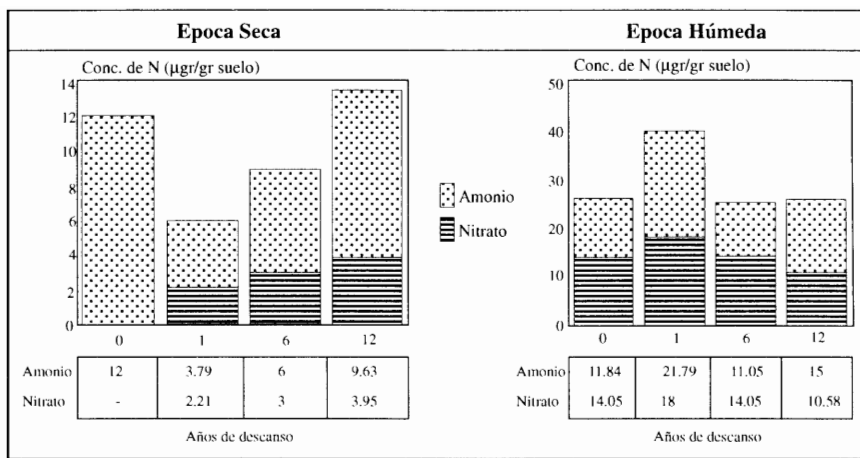 Epoca Seca
Conc. de N (µgr/gr suelo)
14
12
10
8
6
4
2
0
0 1 6 12
Amonio 12 3.79 6 9.63
Nitrato - 2.21 3 3.95
Años de descanso
Amonio
Nitrato
Epoca Húmeda
Conc. de N (µgr/gr suelo)
50
40
30
20
10
0
0 1 6 12
11.84 21.79 11.05 15
14.05 18 14.05 10.58
Años de descanso